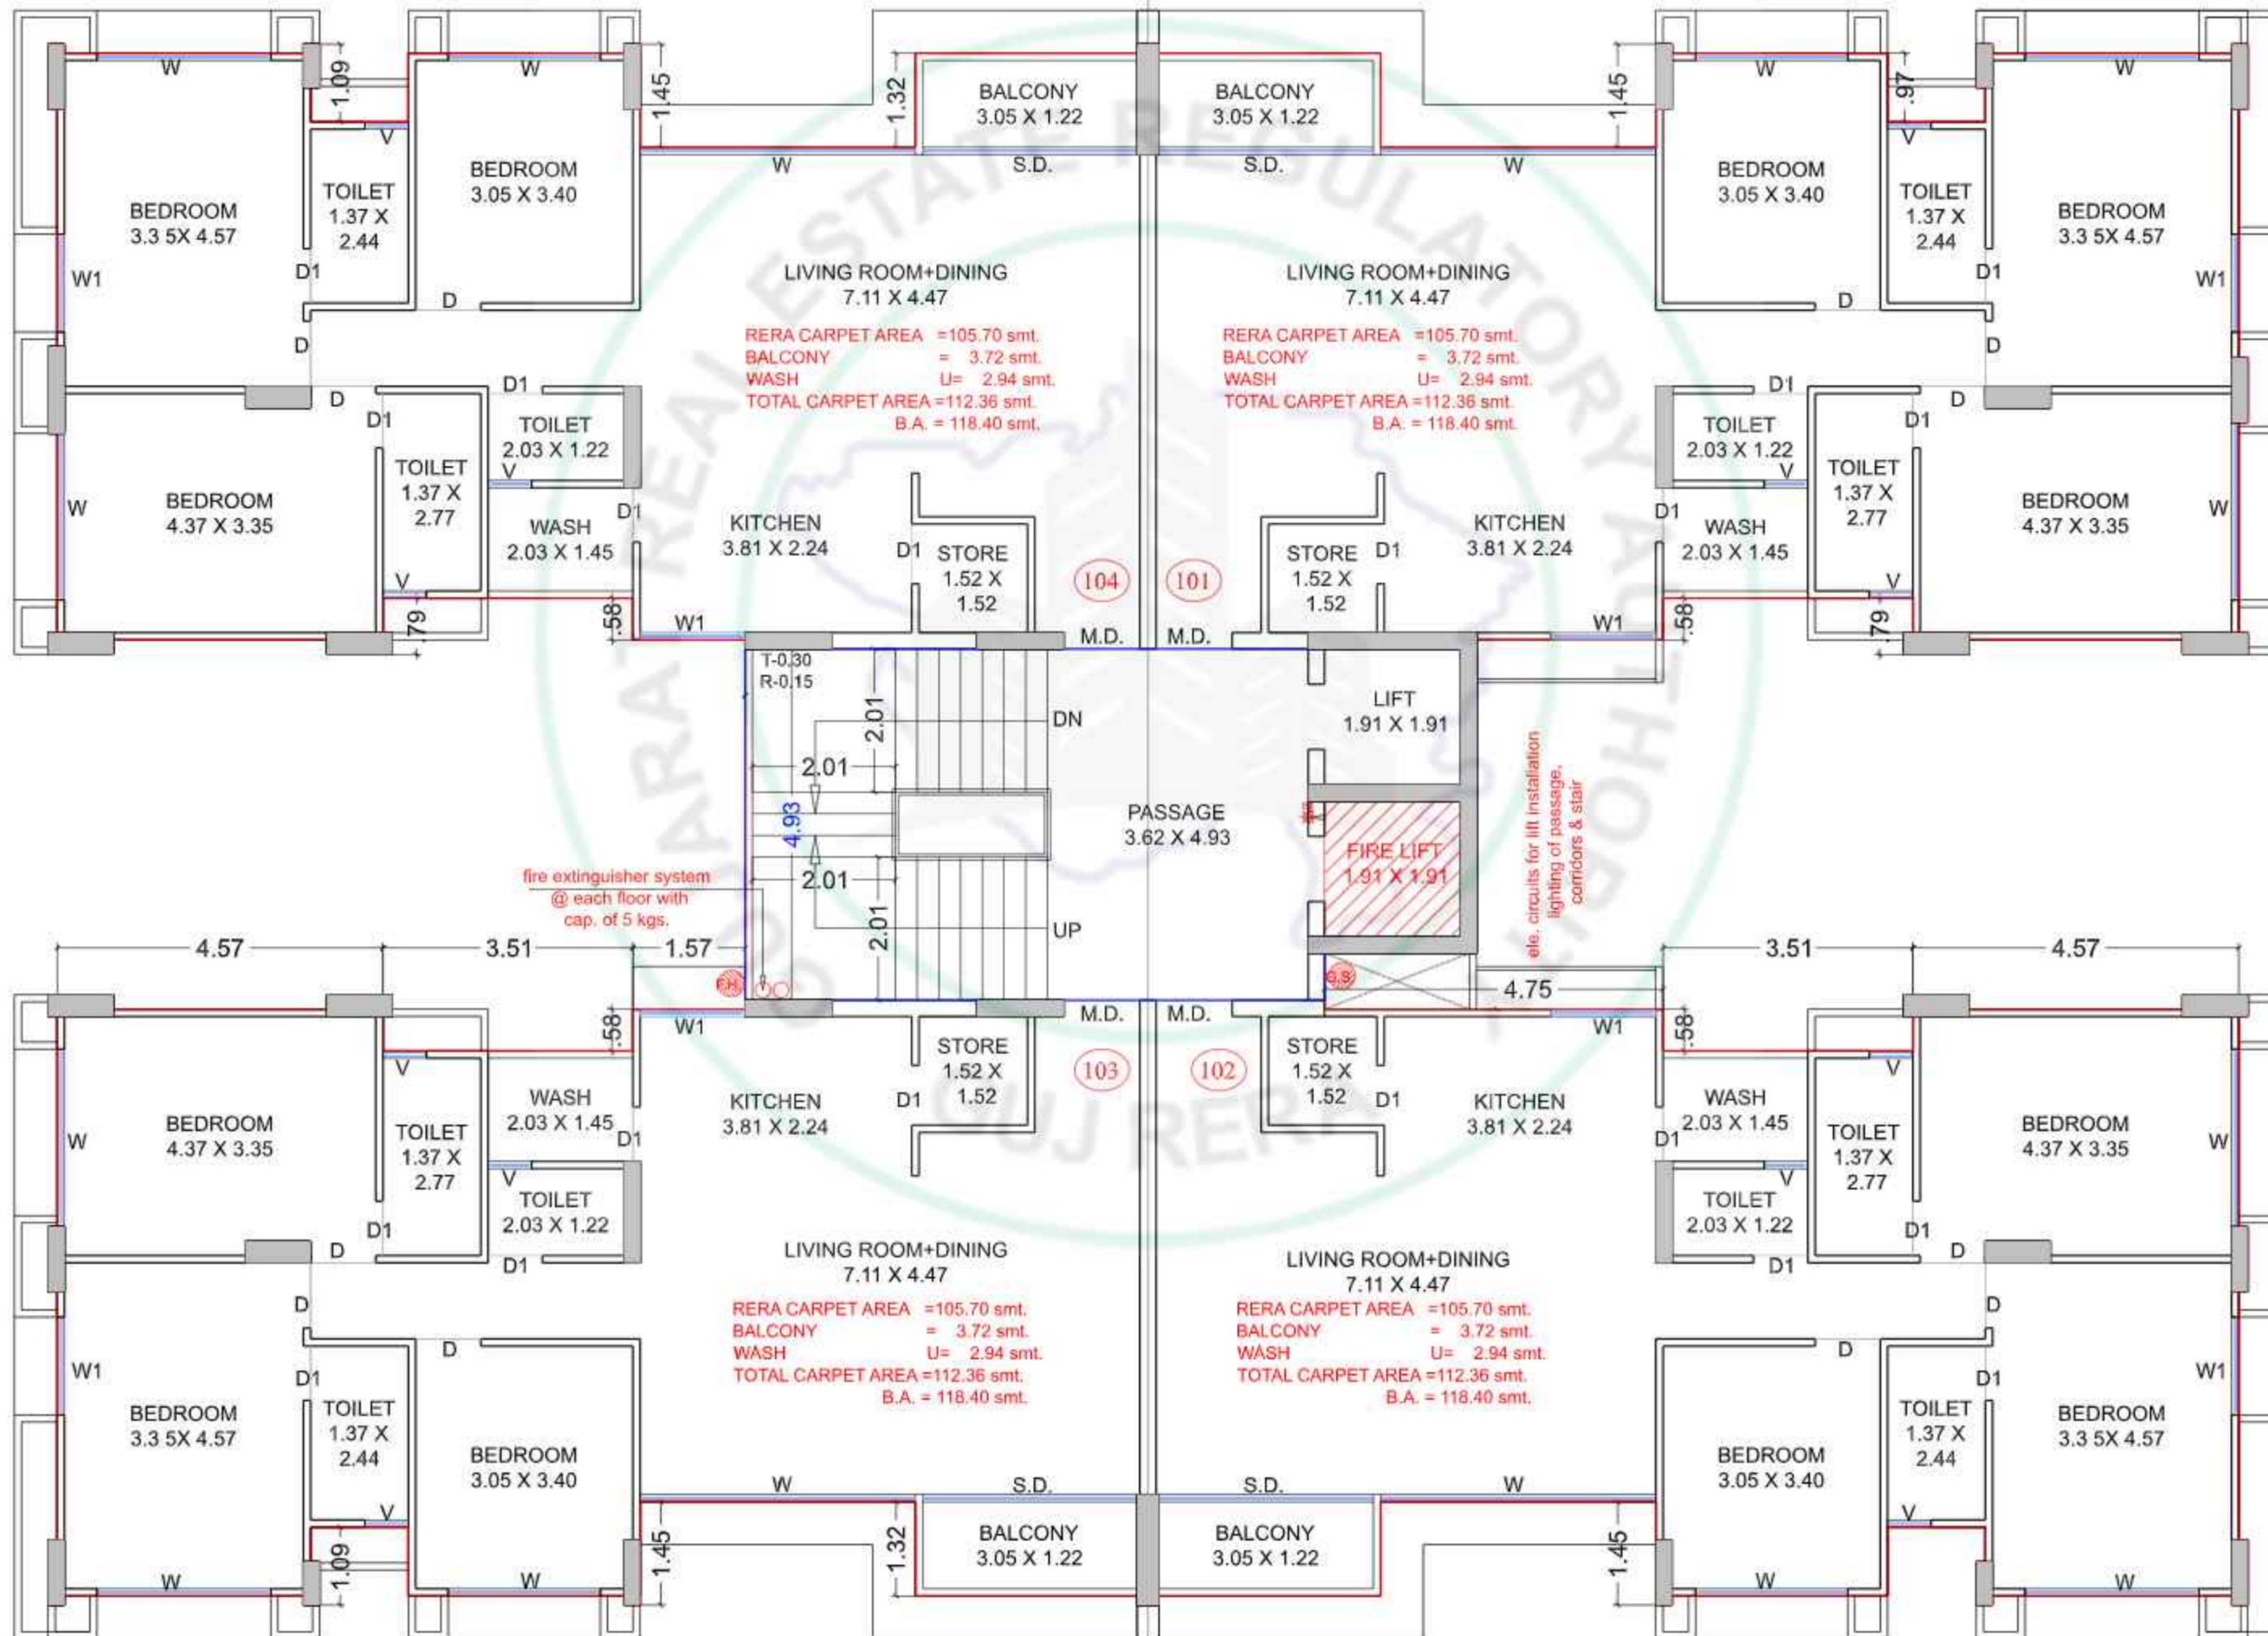 W
1.09
W
1.45
1.32
BALCONY
3.05 X 1.22
BALCONY
3.05 X 1.22
1.45
W
.97
W
V
W
S.D.
S.D.
W
V
BEDROOM
3.3 5X 4.57
TOILET
1.37 X
2.44
BEDROOM
3.05 X 3.40
BEDROOM
3.05 X 3.40
TOILET
1.37 X
2.44
BEDROOM
3.3 5X 4.57
W1
D1
D
D
LIVING ROOM+DINING
7.11 X 4.47
LIVING ROOM+DINING
7.11 X 4.47
D
D1
D
W1
RERA CARPET AREA =105.70 smt.
BALCONY = 3.72 smt.
WASH U= 2.94 smt.
TOTAL CARPET AREA =112.36 smt.
B.A. = 118.40 smt.
RERA CARPET AREA =105.70 smt.
BALCONY = 3.72 smt.
WASH U= 2.94 smt.
TOTAL CARPET AREA =112.36 smt.
B.A. = 118.40 smt.
D
D1
D1
TOILET
2.03 X 1.22
V
D1
TOILET
2.03 X 1.22
V
D1
D
W
BEDROOM
4.37 X 3.35
TOILET
1.37 X
2.77
V
WASH
2.03 X 1.45
D1
KITCHEN
3.81 X 2.24
D1
STORE
1.52 X
1.52
104
101
STORE
1.52 X
1.52
D1
KITCHEN
3.81 X 2.24
D1
WASH
2.03 X 1.45
TOILET
1.37 X
2.77
V
BEDROOM
4.37 X 3.35
W
.79
.58
W1
M.D.
M.D.
W1
.58
.79
T-0.30
R-0.15
2.01
2.01
DN
LIFT
1.91 X 1.91
4.93
PASSAGE
3.62 X 4.93
FIRE LIFT
1.91 X 1.91
ele. circuits for lift installation
lighting of passage,
corridors & stair
2.01
2.01
UP
fire extinguisher system
@ each floor with
cap. of 5 kgs.
4.57
3.51
1.57
F.H.
G.S.
4.75
3.51
4.57
.58
W1
M.D.
M.D.
W1
.58
W
BEDROOM
4.37 X 3.35
V
TOILET
1.37 X
2.77
WASH
2.03 X 1.45
D1
KITCHEN
3.81 X 2.24
D1
STORE
1.52 X
1.52
103
102
STORE
1.52 X
1.52
D1
KITCHEN
3.81 X 2.24
D1
WASH
2.03 X 1.45
V
TOILET
1.37 X
2.77
BEDROOM
4.37 X 3.35
W
D
D1
V
TOILET
2.03 X 1.22
D1
V
TOILET
2.03 X 1.22
D1
D1
D
LIVING ROOM+DINING
7.11 X 4.47
LIVING ROOM+DINING
7.11 X 4.47
RERA CARPET AREA =105.70 smt.
BALCONY = 3.72 smt.
WASH U= 2.94 smt.
TOTAL CARPET AREA =112.36 smt.
B.A. = 118.40 smt.
RERA CARPET AREA =105.70 smt.
BALCONY = 3.72 smt.
WASH U= 2.94 smt.
TOTAL CARPET AREA =112.36 smt.
B.A. = 118.40 smt.
D
D
W1
D1
D
D
D1
W1
BEDROOM
3.3 5X 4.57
TOILET
1.37 X
2.44
BEDROOM
3.05 X 3.40
BEDROOM
3.05 X 3.40
TOILET
1.37 X
2.44
BEDROOM
3.3 5X 4.57
V
W
S.D.
S.D.
W
V
W
1.09
W
1.45
1.32
BALCONY
3.05 X 1.22
BALCONY
3.05 X 1.22
1.45
W
W
GUJARAT REAL ESTATE REGULATORY AUTHORITY
GUJ RERA